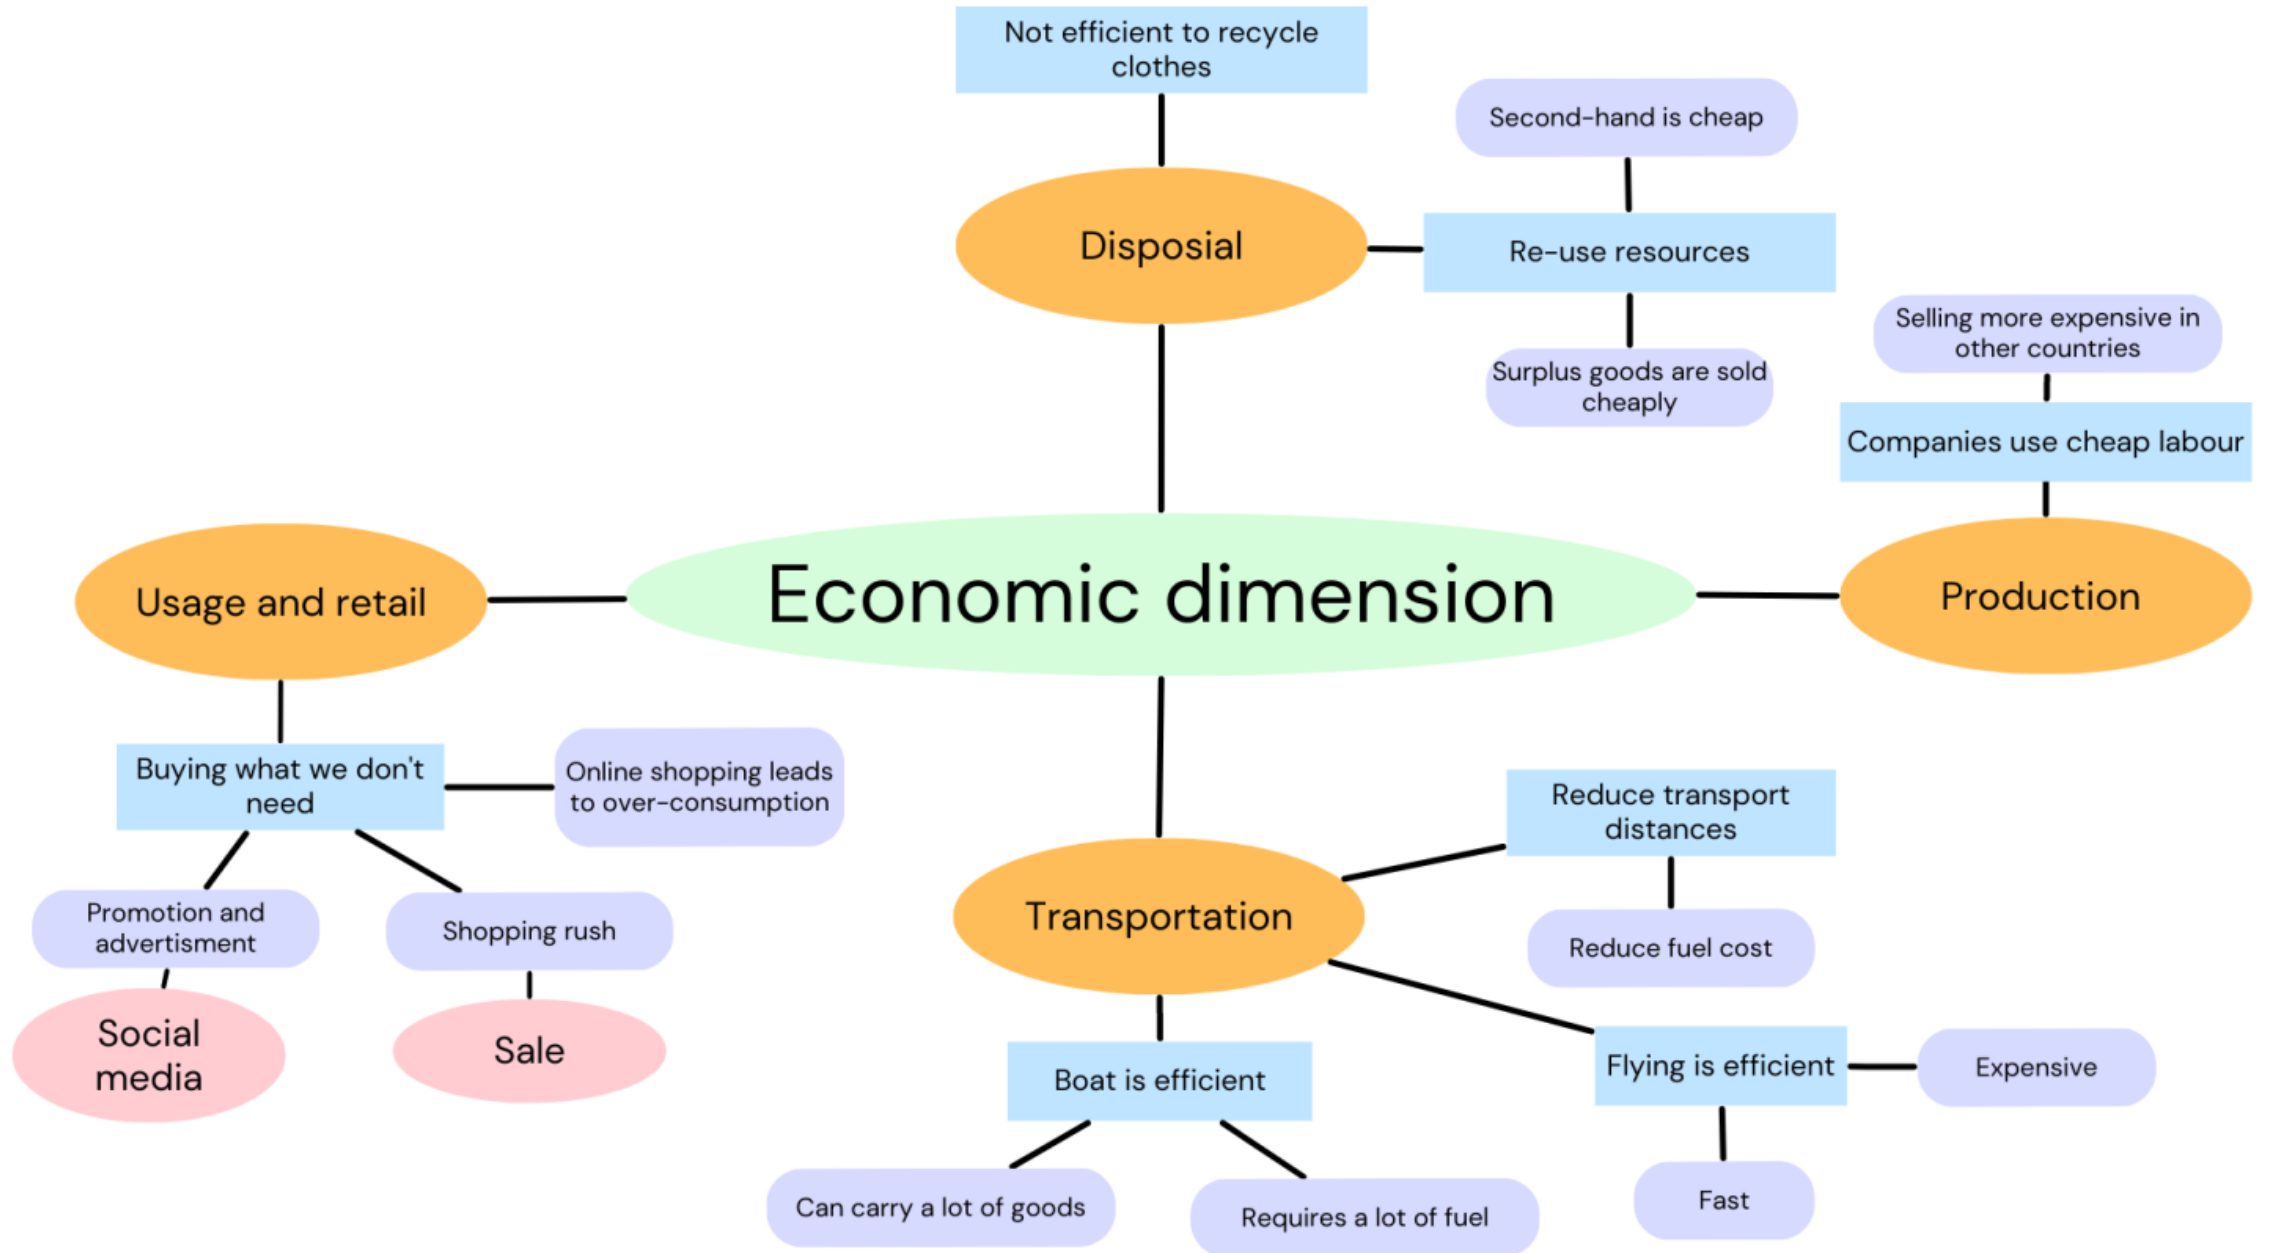 Not efficient to recycle
clothes
Second-hand is cheap
Disposial
Re-use resources
Surplus goods are sold
cheaply
Selling more expensive in
other countries
Companies use cheap labour
Economic dimension
Usage and retail
Production
Buying what we don't
need
Online shopping leads
to over-consumption
Promotion and
advertisment
Shopping rush
Social
media
Sale
Transportation
Reduce transport
distances
Reduce fuel cost
Boat is efficient
Flying is efficient
Expensive
Can carry a lot of goods
Requires a lot of fuel
Fast